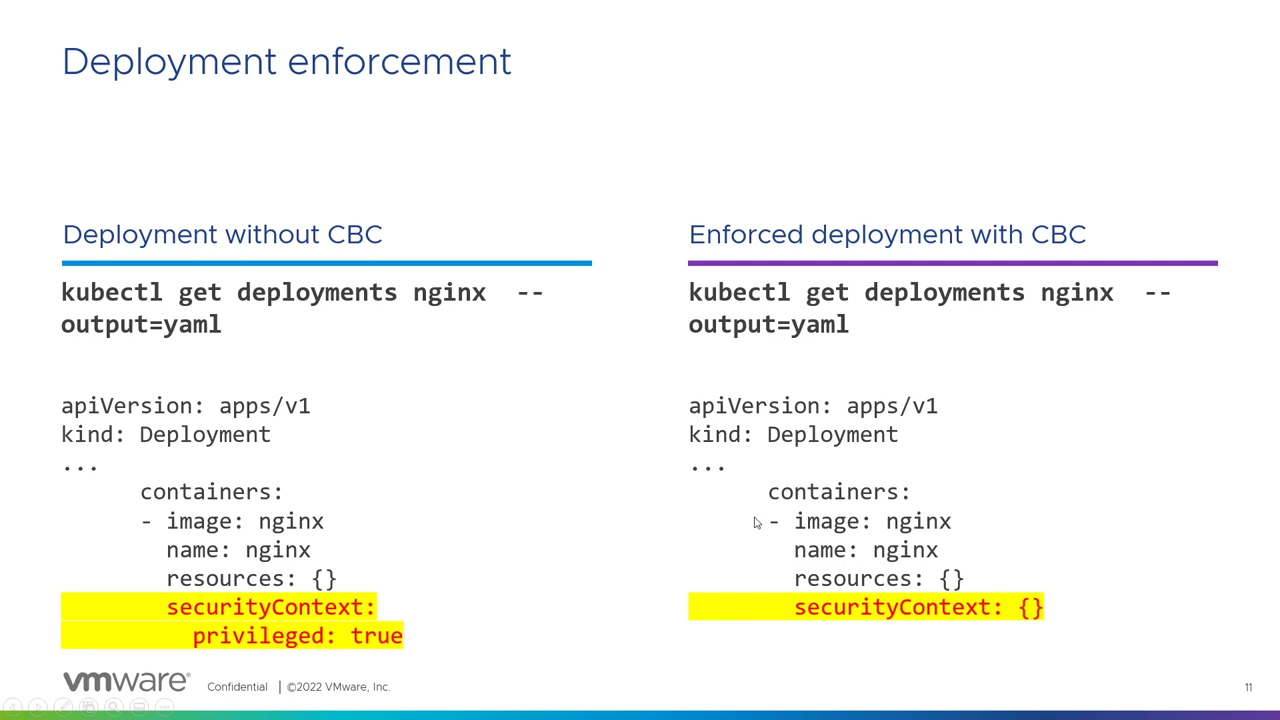 Deployment enforcement
Deployment without CBC
kubectl get deployments nginx  --
output=yaml
apiVersion: apps/v1
kind: Deployment
...
      containers:
      - image: nginx
        name: nginx
        resources: {}
        securityContext:
          privileged: true
Enforced deployment with CBC
kubectl get deployments nginx  --
output=yaml
apiVersion: apps/v1
kind: Deployment
...
      containers:
      - image: nginx
        name: nginx
        resources: {}
        securityContext: {}
vmware® Confidential | ©2022 VMware, Inc. 11